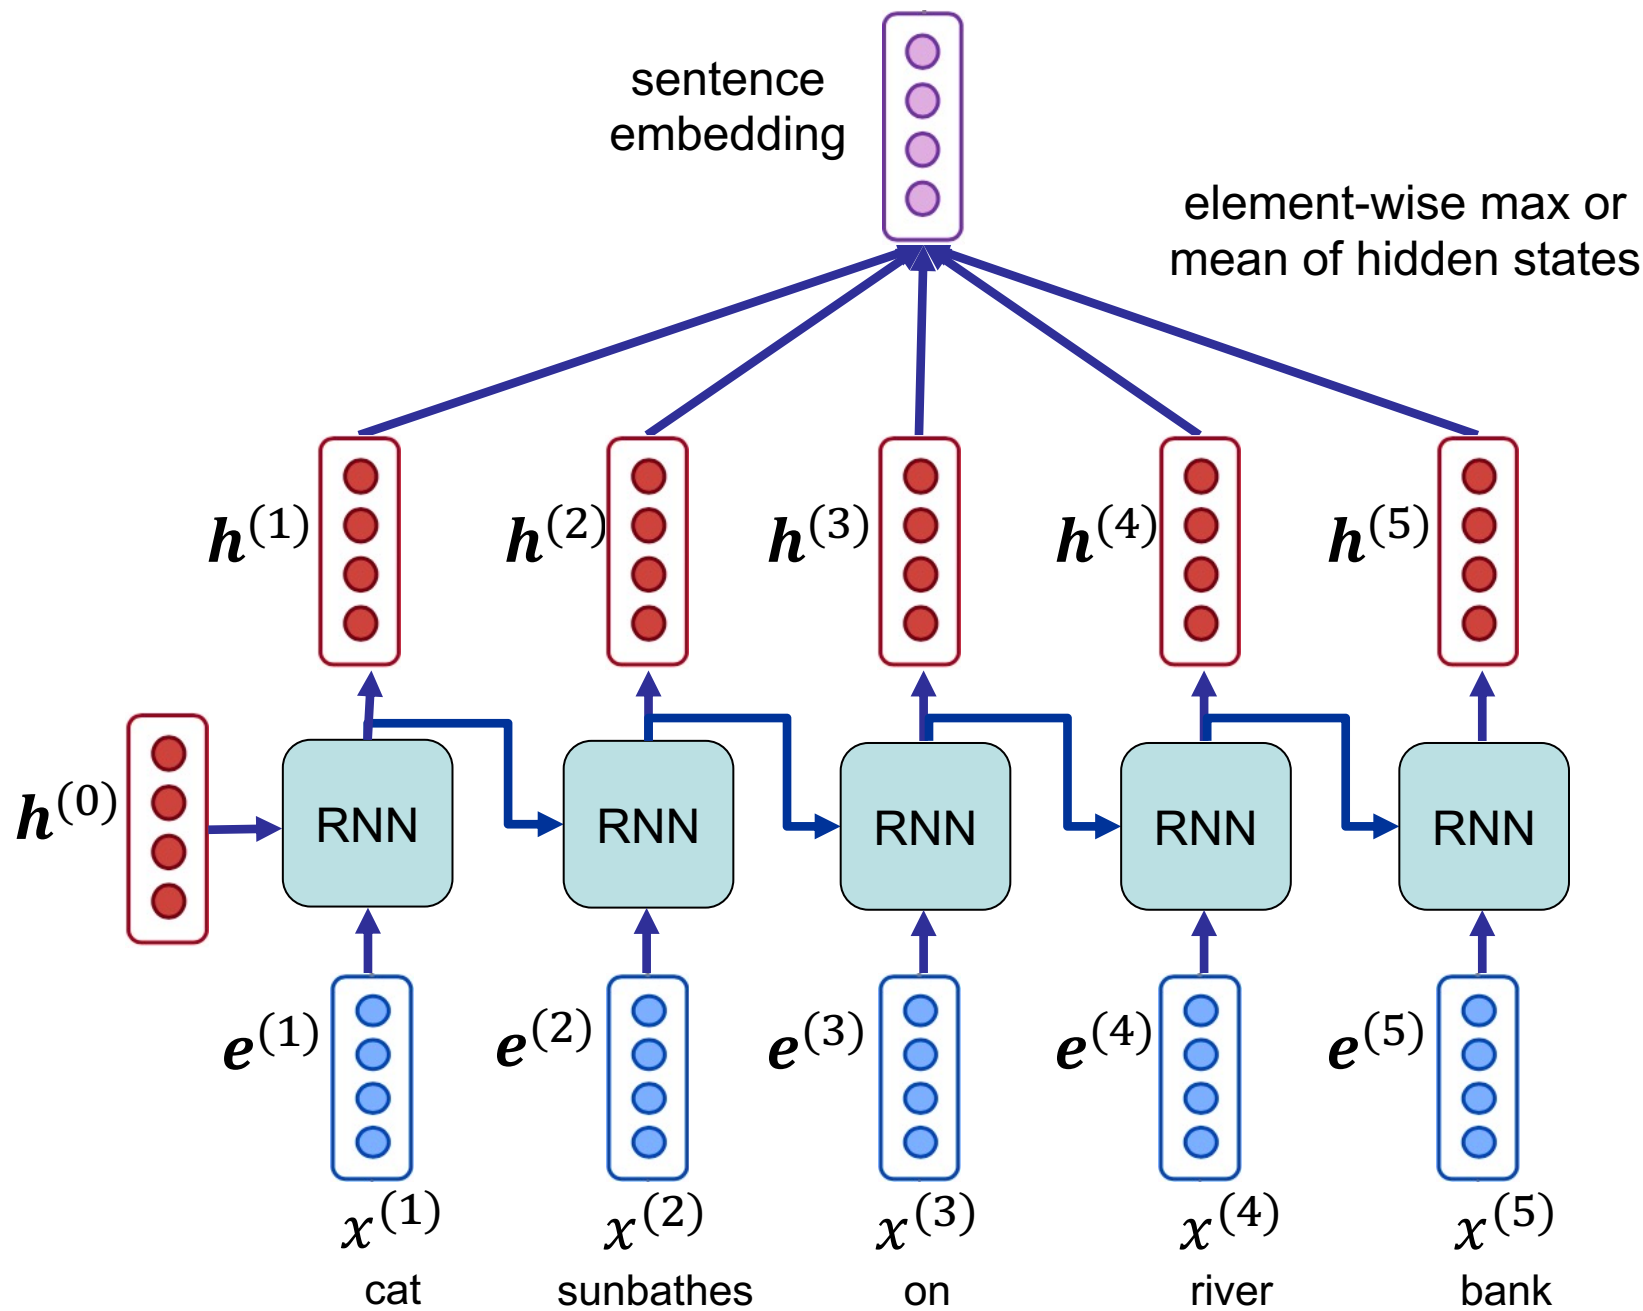 sentence
embedding
element-wise max or
mean of hidden states
h^(1) h^(2) h^(3) h^(4) h^(5)
h^(0)
RNN RNN RNN RNN RNN
e^(1) e^(2) e^(3) e^(4) e^(5)
x^(1) x^(2) x^(3) x^(4) x^(5)
cat sunbathes on river bank